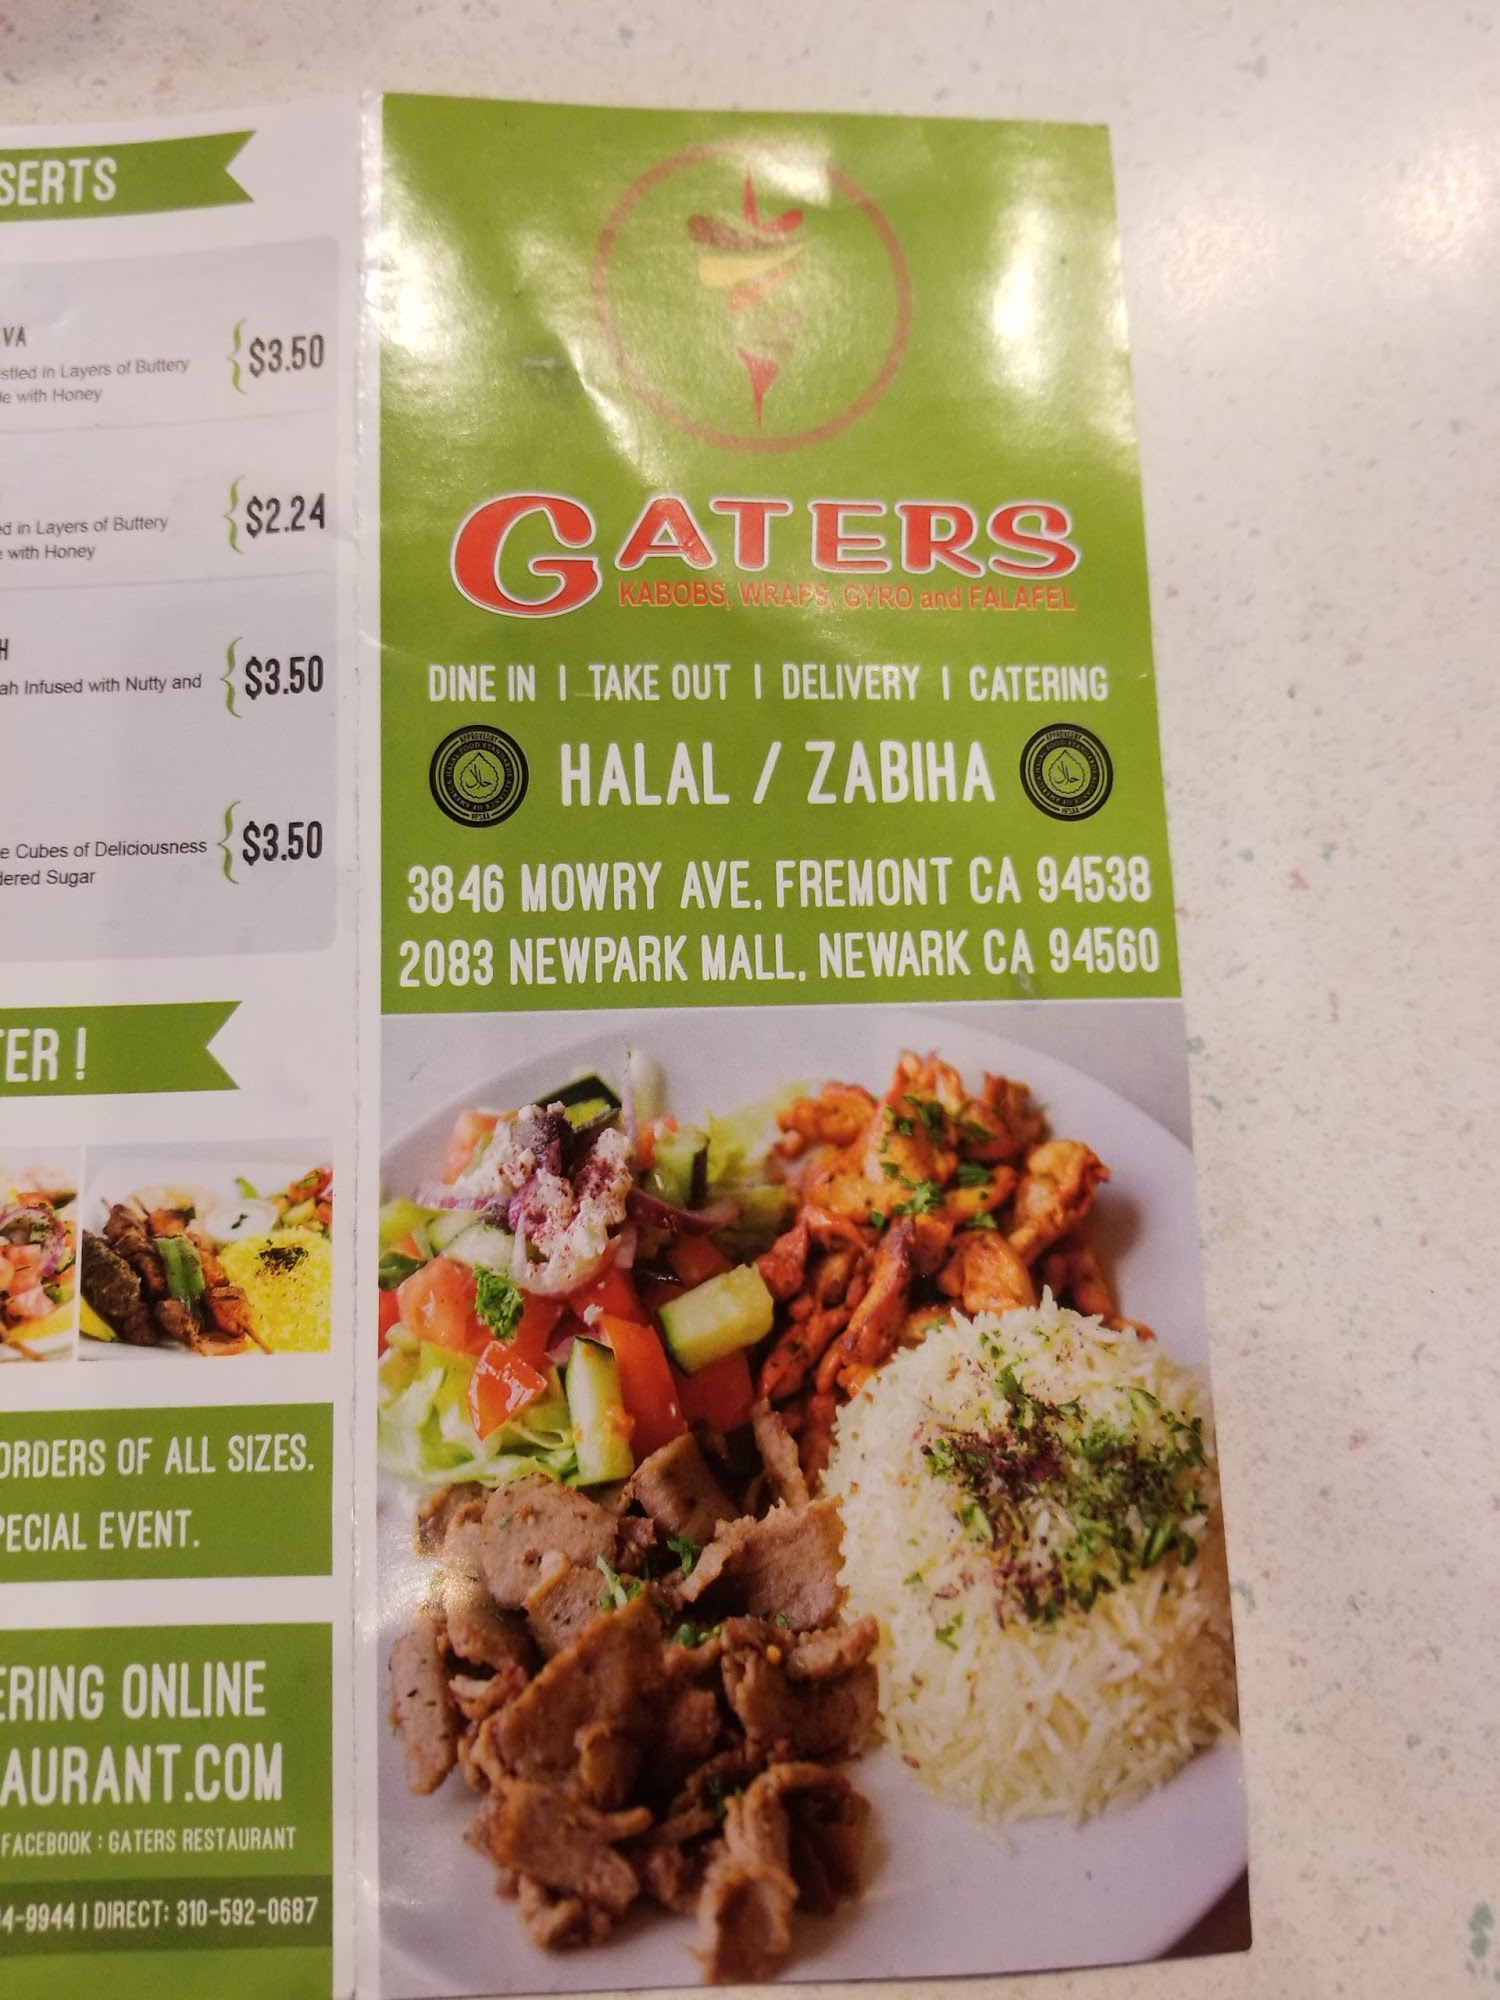 SERTS
VA
stled in Layers of Buttery
le with Honey
$3.50
ed in Layers of Buttery
e with Honey
$2.24
H
ah Infused with Nutty and
$3.50
e Cubes of Deliciousness
dered Sugar
$3.50
TER !
ORDERS OF ALL SIZES.
PECIAL EVENT.
ERING ONLINE
AURANT.COM
FACEBOOK : GATERS RESTAURANT
4-9944 | DIRECT: 310-592-0687
GATERS
KABOBS, WRAPS, GYRO and FALAFEL
DINE IN | TAKE OUT | DELIVERY | CATERING
HALAL / ZABIHA
3846 MOWRY AVE, FREMONT CA 94538
2083 NEWPARK MALL, NEWARK CA 94560